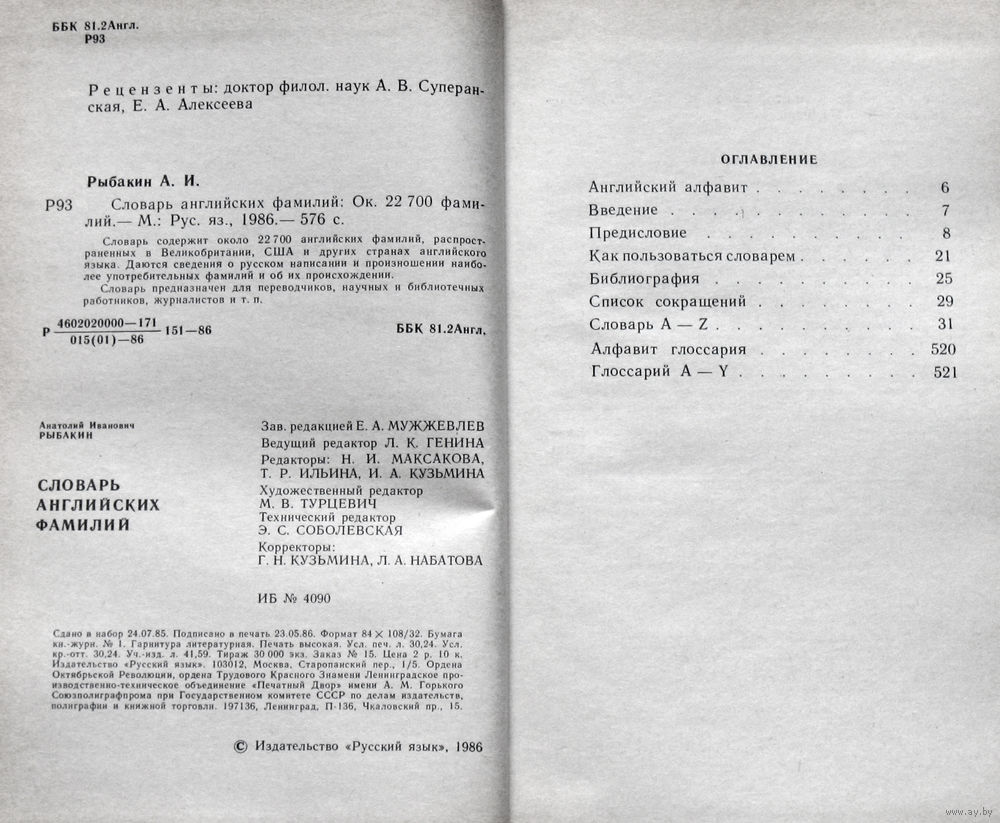 ББК 81.2Англ.
Р93
Рецензенты: доктор филол. наук А. В. Суперан-
ская, Е. А. Алексеева
Рыбакин А. И.
Р93 Словарь английских фамилий: Ок. 22 700 фами-
лий.— М.: Рус. яз., 1986.— 576 с.
Словарь содержит около 22 700 английских фамилий, распрост-
раненных в Великобритании, США и других странах английского
языка. Даются сведения о русском написании и произношении наибо-
лее употребительных фамилий и об их происхождении.
Словарь предназначен для переводчиков, научных и библиотечных
работников, журналистов и т. п.
Р 4602020000—171 151—86 ББК 81.2Англ.
015(01)—86
Анатолий Иванович
РЫБАКИН
СЛОВАРЬ
АНГЛИЙСКИХ
ФАМИЛИЙ
Зав. редакцией Е. А. МУЖЖЕВЛЕВ
Ведущий редактор Л. К. ГЕНИНА
Редакторы: Н. И. МАКСАКОВА,
Т. Р. ИЛЬИНА, И. А. КУЗЬМИНА
Художественный редактор
М. В. ТУРЦЕВИЧ
Технический редактор
Э. С. СОБОЛЕВСКАЯ
Корректоры:
Г. Н. КУЗЬМИНА, Л. А. НАБАТОВА
ИБ № 4090
Сдано в набор 24.07.85. Подписано в печать 23.05.86. Формат 84 × 108/32. Бумага
кн.-журн. № 1. Гарнитура литературная. Печать высокая. Усл. печ. л. 30,24. Усл.
кр.-отт. 30,24. Уч.-изд. л. 41,59. Тираж 30 000 экз. Заказ № 15. Цена 2 р. 10 к.
Издательство «Русский язык». 103012, Москва, Старопанский пер., 1/5. Ордена
Октябрьской Революции, ордена Трудового Красного Знамени Ленинградское про-
изводственно-техническое объединение «Печатный Двор» имени А. М. Горького
Союзполиграфпрома при Государственном комитете СССР по делам издательств,
полиграфии и книжной торговли. 197136, Ленинград, П-136, Чкаловский пр., 15.
© Издательство «Русский язык», 1986
ОГЛАВЛЕНИЕ
Английский алфавит . . . . . . . . 6
Введение . . . . . . . . . . . . 7
Предисловие . . . . . . . . . . 8
Как пользоваться словарем . . . . . . 21
Библиография . . . . . . . . . . 25
Список сокращений . . . . . . . . 29
Словарь A — Z . . . . . . . . . . 31
Алфавит глоссария . . . . . . . . 520
Глоссарий A — Y . . . . . . . . . 521
www.ay.by